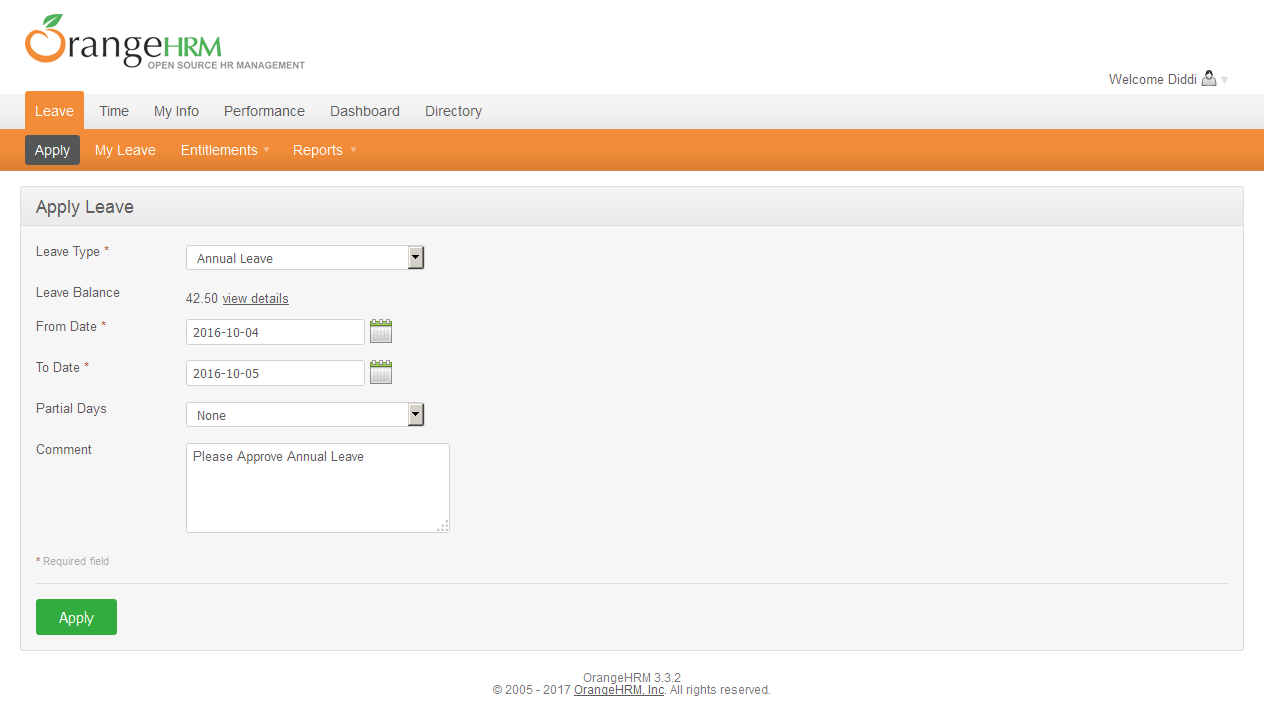 OrangeHRM
OPEN SOURCE HR MANAGEMENT
Welcome Diddi
Leave Time My Info Performance Dashboard Directory
Apply My Leave Entitlements Reports
Apply Leave
Leave Type * Annual Leave
Leave Balance 42.50 view details
From Date * 2016-10-04
To Date * 2016-10-05
Partial Days None
Comment Please Approve Annual Leave
* Required field
Apply
OrangeHRM 3.3.2
© 2005 - 2017 OrangeHRM, Inc. All rights reserved.